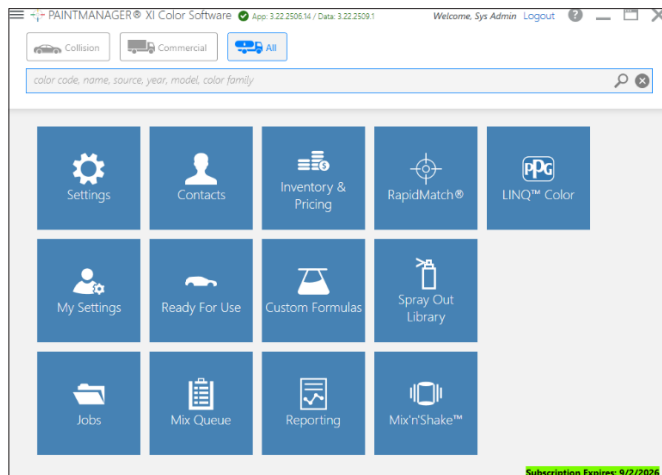 PAINTMANAGER® XI Color Software App: 3.22.2506.14 / Data: 3.22.2509.1 Welcome, Sys Admin Logout ?
Collision Commercial All
color code, name, source, year, model, color family
Settings
Contacts
Inventory &
Pricing
RapidMatch®
PPG
LINQ™ Color
My Settings
Ready For Use
Custom Formulas
Spray Out
Library
Jobs
Mix Queue
Reporting
Mix'n'Shake™
Subscription Expires: 9/2/2026